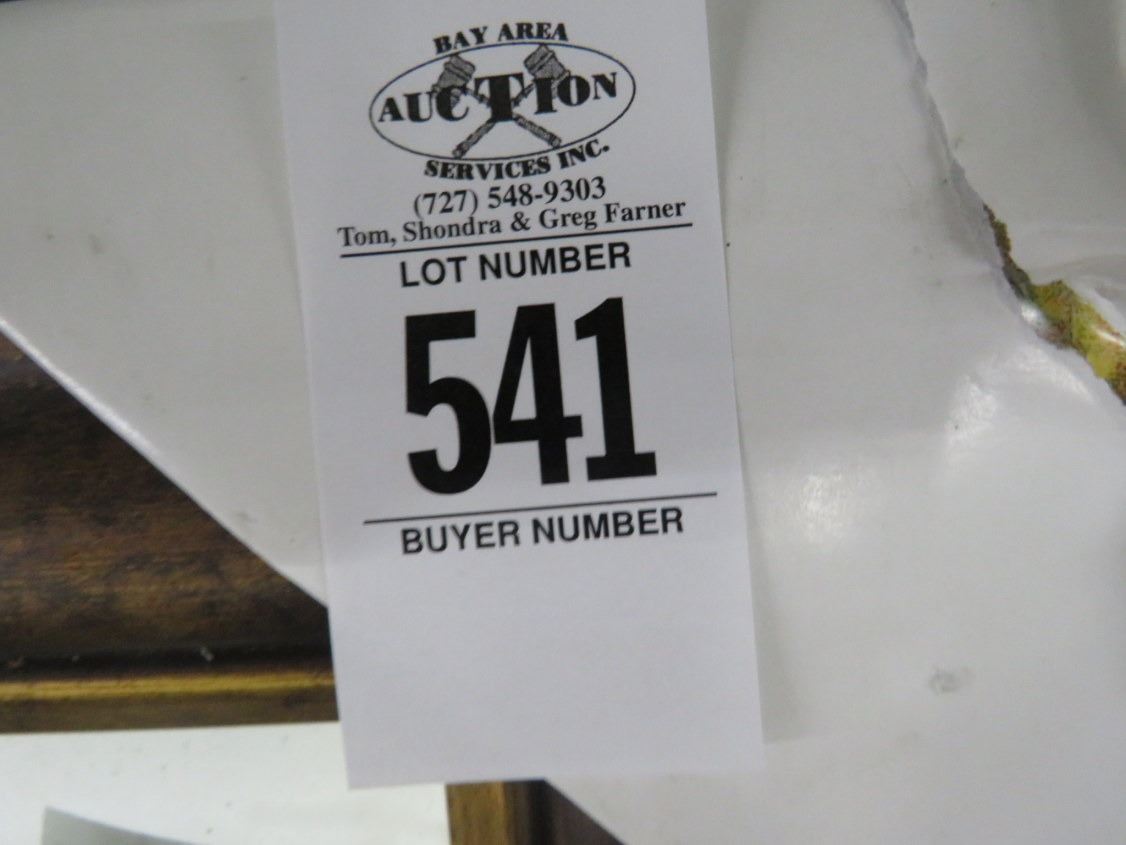 BAY AREA
AUCTION
SERVICES INC.
(727) 548-9303
Tom, Shondra & Greg Farner
LOT NUMBER
541
BUYER NUMBER